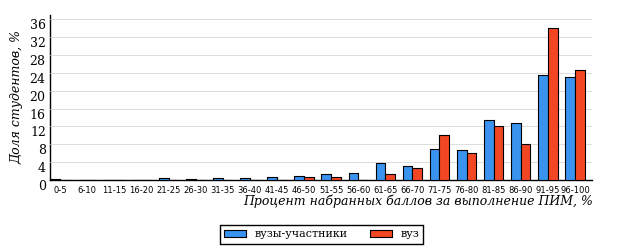 Доля студентов, %
36
32
28
24
20
16
12
8
4
0
0-5 6-10 11-15 16-20 21-25 26-30 31-35 36-40 41-45 46-50 51-55 56-60 61-65 66-70 71-75 76-80 81-85 86-90 91-95 96-100
Процент набранных баллов за выполнение ПИМ, %
вузы-участники вуз